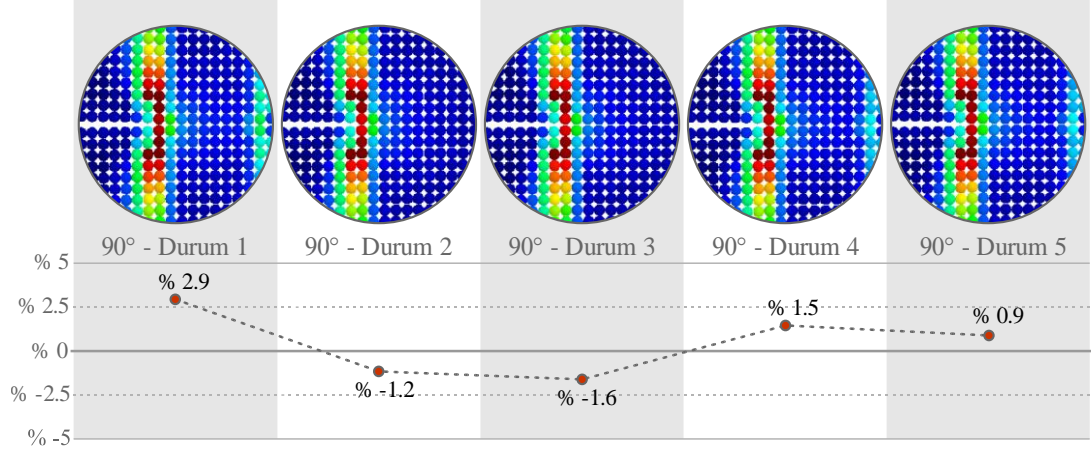 90° - Durum 1
90° - Durum 2
90° - Durum 3
90° - Durum 4
90° - Durum 5
% 5
% 2.5
% 0
% -2.5
% -5
% 2.9
% -1.2
% -1.6
% 1.5
% 0.9